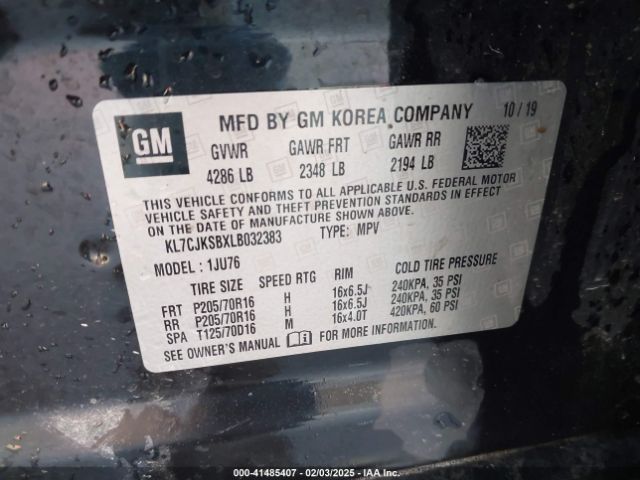 GM
MFD BY GM KOREA COMPANY 10/19
GVWR GAWR FRT GAWR RR
4286 LB 2348 LB 2194 LB
THIS VEHICLE CONFORMS TO ALL APPLICABLE U.S. FEDERAL MOTOR
VEHICLE SAFETY AND THEFT PREVENTION STANDARDS IN EFFECT
ON THE DATE OF MANUFACTURE SHOWN ABOVE.
KL7CJKSBXLB032383 TYPE: MPV
MODEL: 1JU76
TIRE SIZE SPEED RTG RIM COLD TIRE PRESSURE
FRT P205/70R16 H 16x6.5J 240KPA, 35 PSI
RR P205/70R16 H 16x6.5J 240KPA, 35 PSI
SPA T125/70D16 M 16x4.0T 420KPA, 60 PSI
SEE OWNER'S MANUAL FOR MORE INFORMATION.
000-41485407 - 02/03/2025 - IAA Inc.